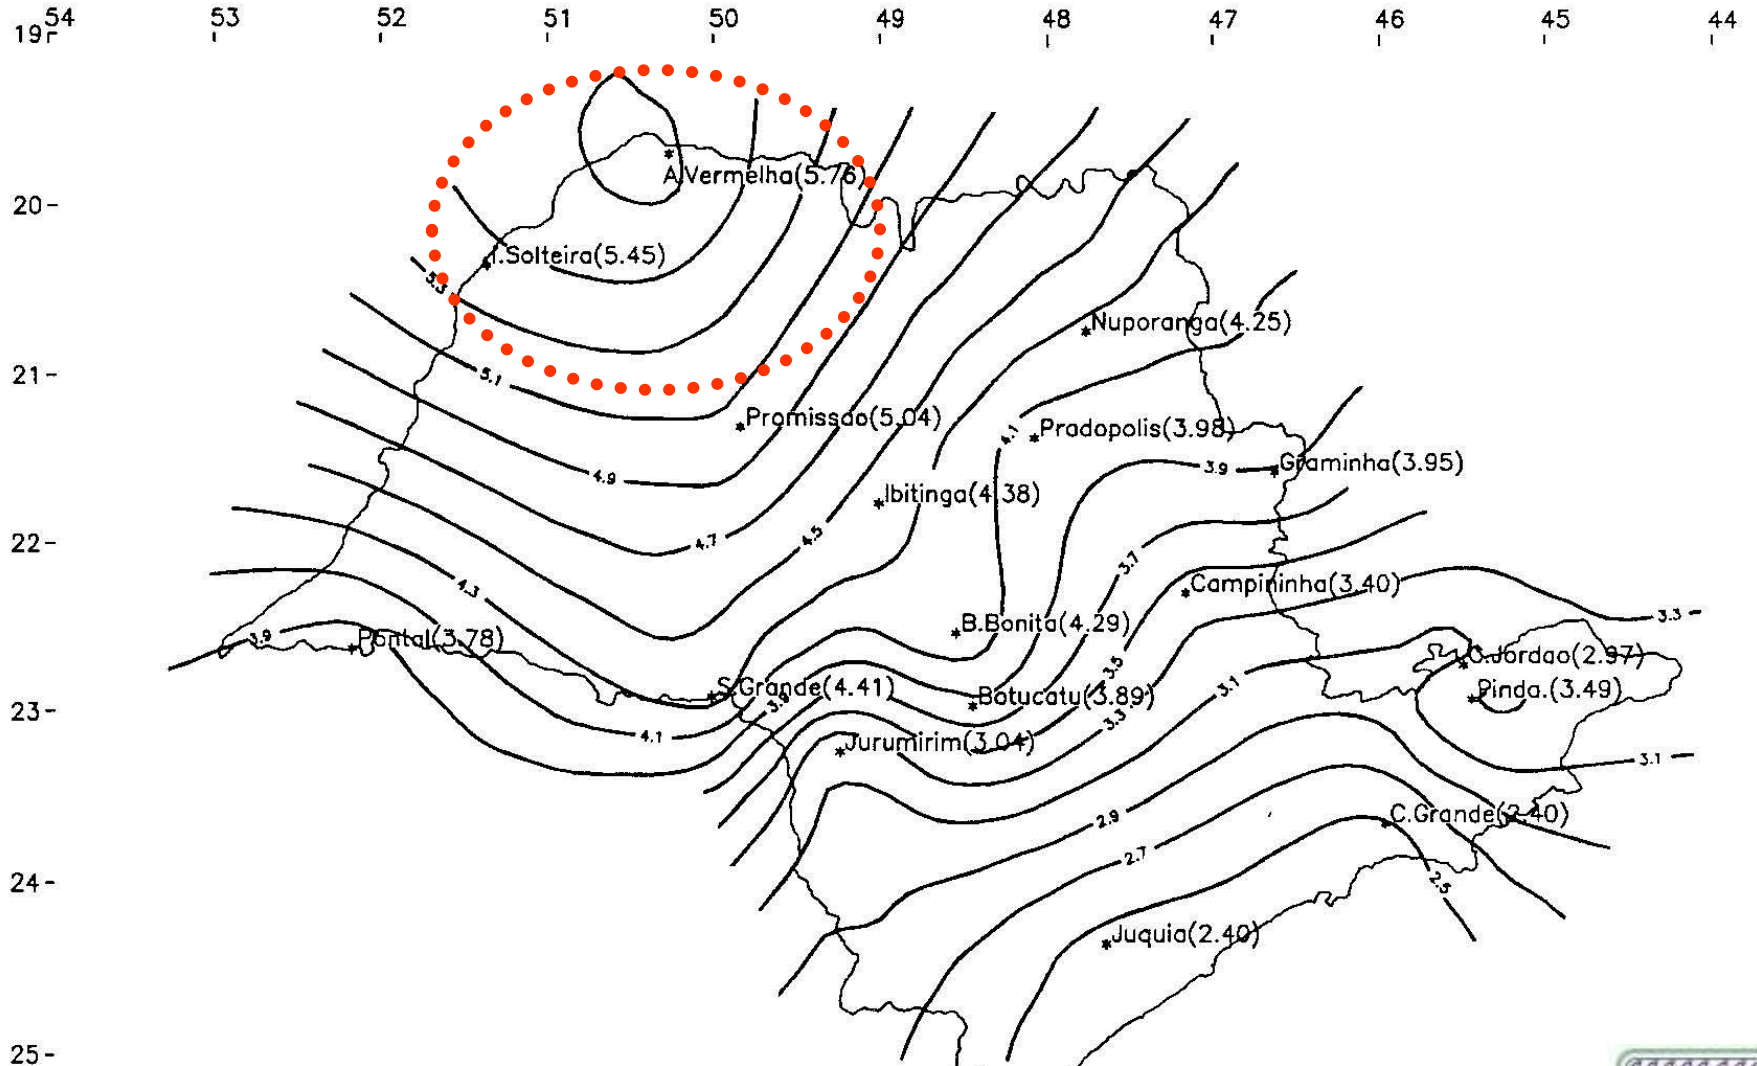 54 53 52 51 50 49 48 47 46 45 44
19
A.Vermelha(5.76)
20
I.Solteira(5.45)
5.3
Nuporanga(4.25)
21
5.1
Promissao(5.04)
4.1
Pradopolis(3.98)
4.9
3.9
Graminha(3.95)
Ibitinga(4.38)
22
4.7
4.5
3.7
4.3
Campininha(3.40)
3.3
3.9
Pontal(3.78)
B.Bonita(4.29)
3.5
C.Jordao(2.97)
23
S.Grande(4.41)
3.9
Botucatu(3.89)
3.1
Pinda.(3.49)
4.1
Jurumirim(3.04)
3.3
3.1
2.9
C.Grande(2.40)
2.7
24
2.5
Juquia(2.40)
25